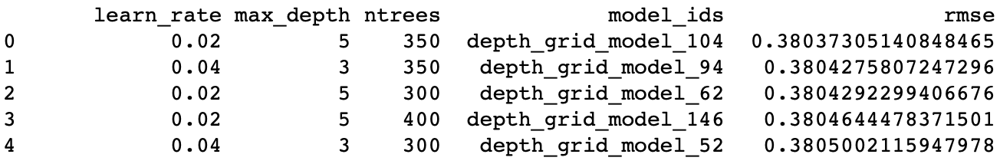 learn_rate max_depth ntrees model_ids rmse
0 0.02 5 350 depth_grid_model_104 0.38037305140848465
1 0.04 3 350 depth_grid_model_94 0.3804275807247296
2 0.02 5 300 depth_grid_model_62 0.3804292299406676
3 0.02 5 400 depth_grid_model_146 0.3804644478371501
4 0.04 3 300 depth_grid_model_52 0.3805002115947978